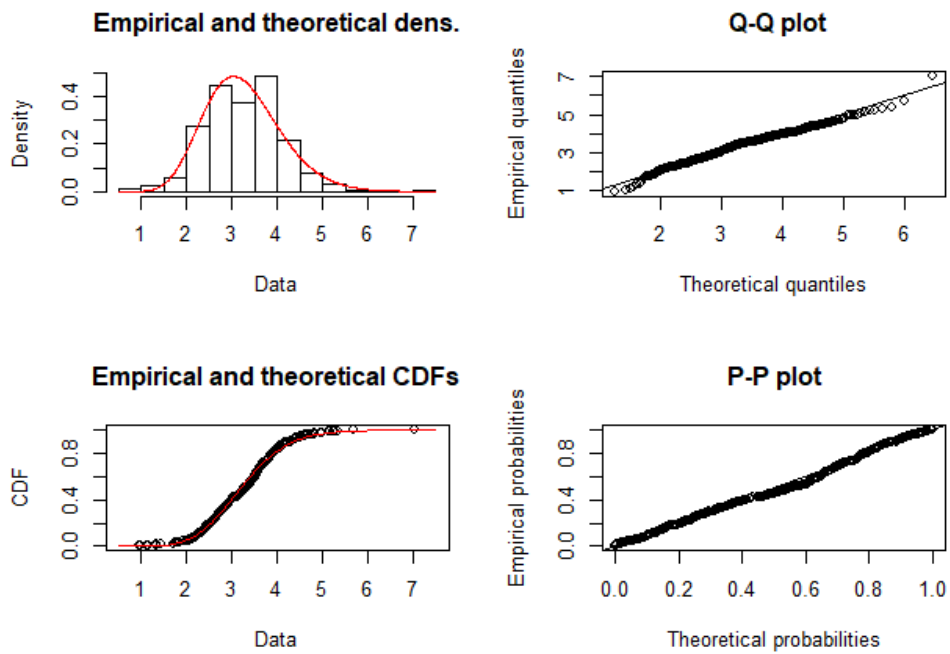 Empirical and theoretical dens.
Density
0.0 0.2 0.4
1 2 3 4 5 6 7
Data
Q-Q plot
Empirical quantiles
1 3 5 7
2 3 4 5 6
Theoretical quantiles
Empirical and theoretical CDFs
CDF
0.0 0.4 0.8
1 2 3 4 5 6 7
Data
P-P plot
Empirical probabilities
0.0 0.4 0.8
0.0 0.2 0.4 0.6 0.8 1.0
Theoretical probabilities